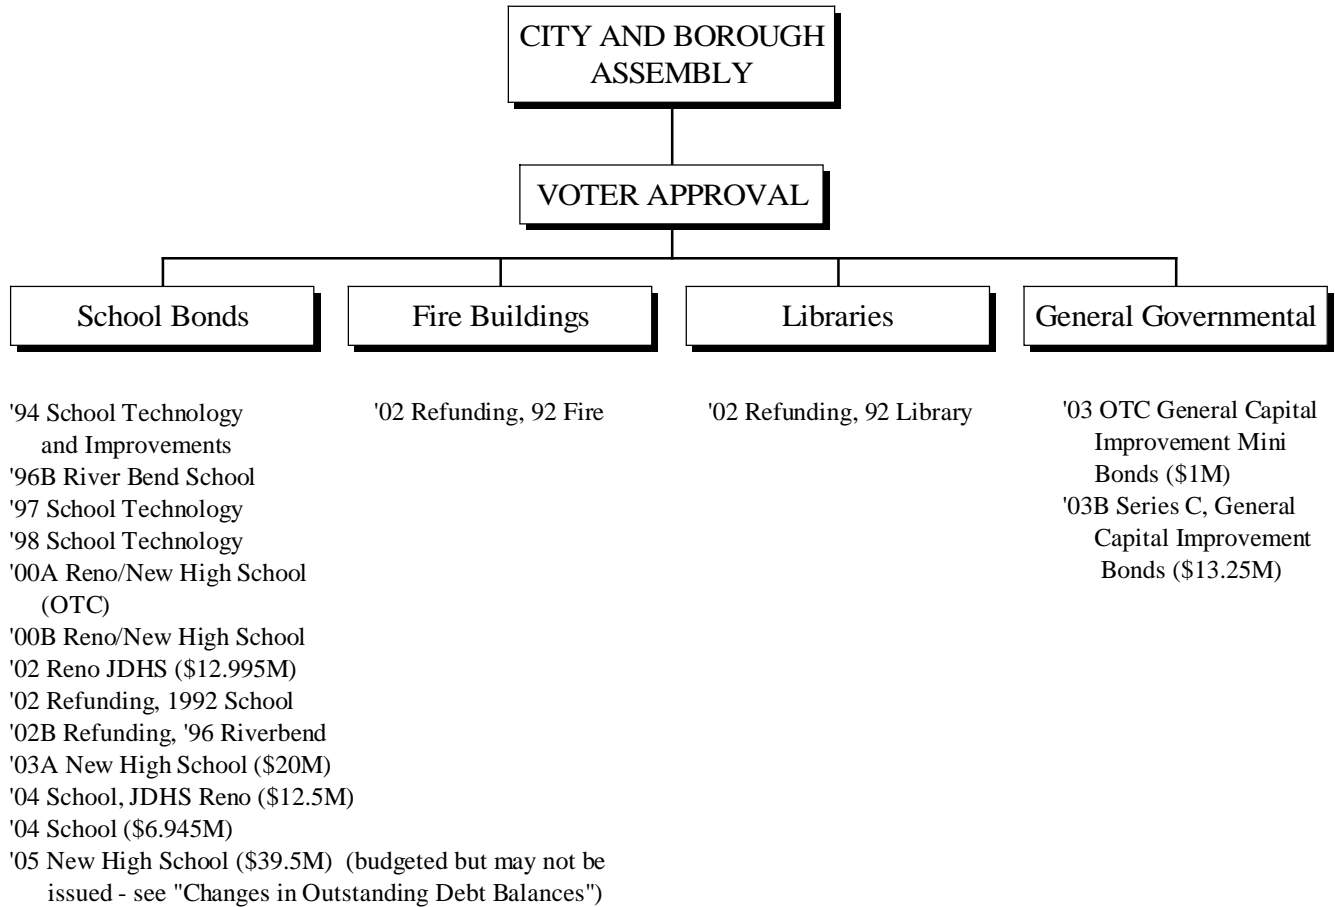 CITY AND BOROUGH
ASSEMBLY
VOTER APPROVAL
School Bonds
Fire Buildings
Libraries
General Governmental
'94 School Technology
and Improvements
'96B River Bend School
'97 School Technology
'98 School Technology
'00A Reno/New High School
(OTC)
'00B Reno/New High School
'02 Reno JDHS ($12.995M)
'02 Refunding, 1992 School
'02B Refunding, '96 Riverbend
'03A New High School ($20M)
'04 School, JDHS Reno ($12.5M)
'04 School ($6.945M)
'05 New High School ($39.5M)  (budgeted but may not be
issued - see "Changes in Outstanding Debt Balances")
'02 Refunding, 92 Fire
'02 Refunding, 92 Library
'03 OTC General Capital
Improvement Mini
Bonds ($1M)
'03B Series C, General
Capital Improvement
Bonds ($13.25M)